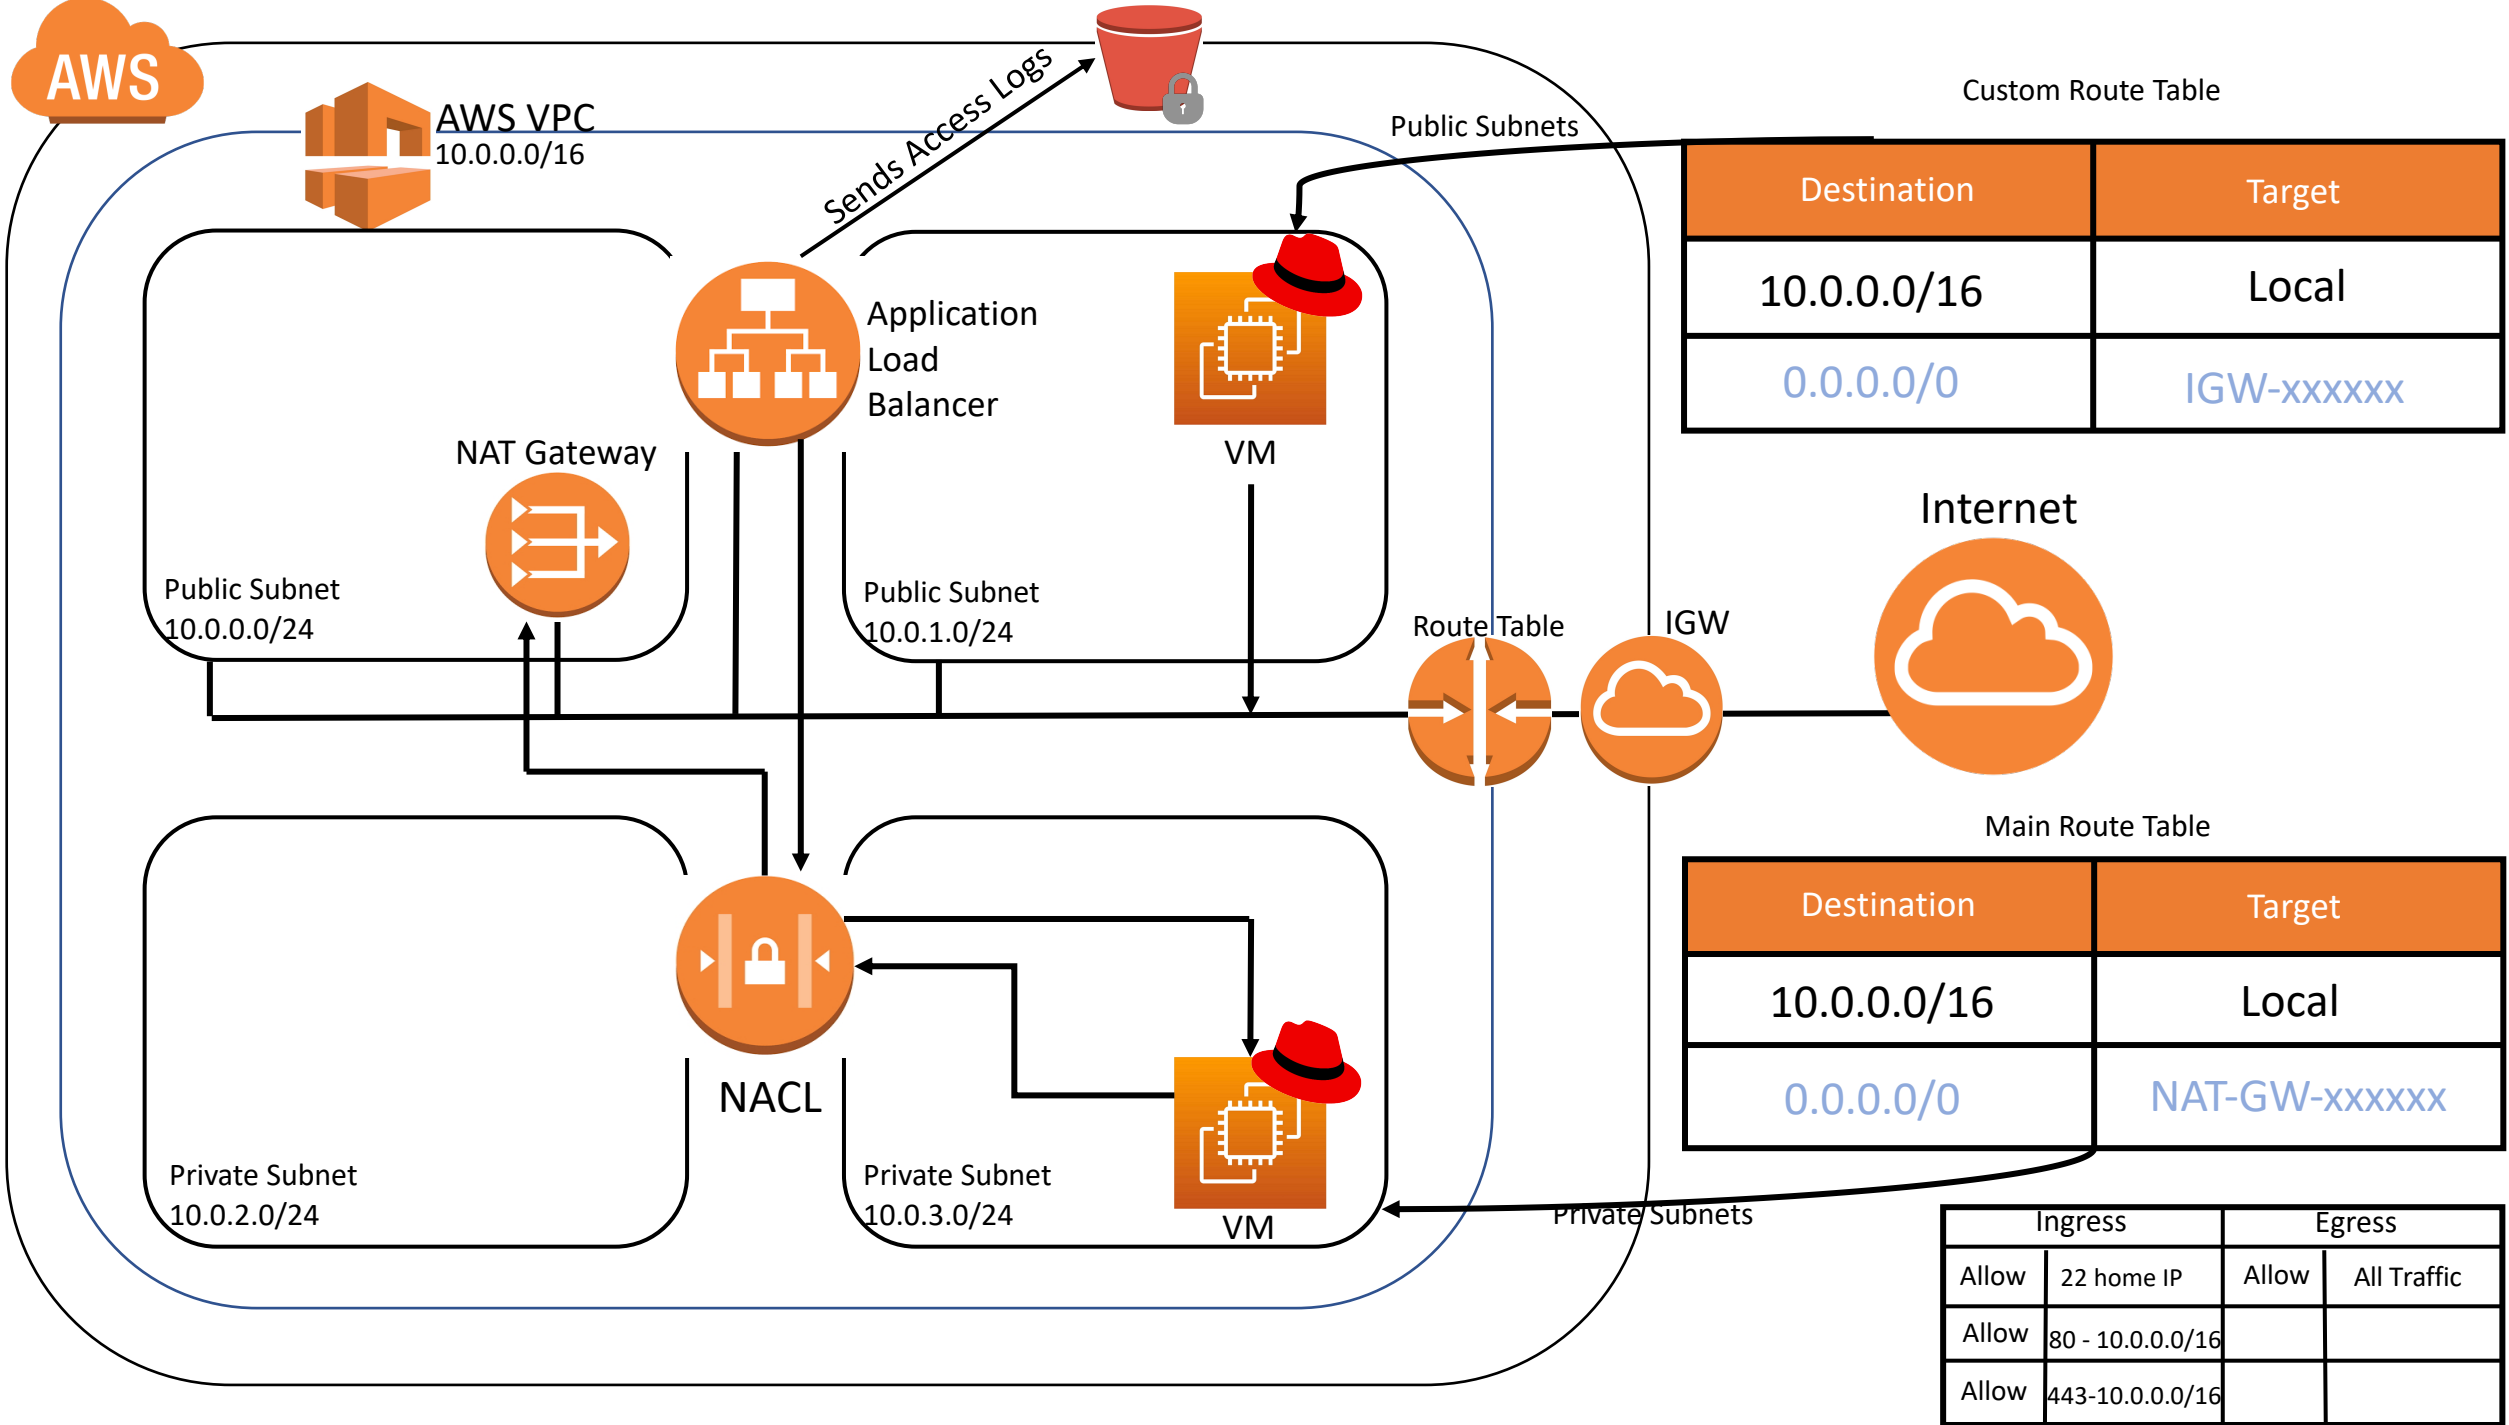 AWS
AWS VPC
10.0.0.0/16
Sends Access Logs
Public Subnets
Application
Load
Balancer
NAT Gateway
VM
Public Subnet
10.0.0.0/24
Public Subnet
10.0.1.0/24
Route Table
IGW
Internet
NACL
Private Subnet
10.0.2.0/24
Private Subnet
10.0.3.0/24
VM
Private Subnets
Custom Route Table
Destination Target
10.0.0.0/16 Local
0.0.0.0/0 IGW-xxxxxx
Main Route Table
Destination Target
10.0.0.0/16 Local
0.0.0.0/0 NAT-GW-xxxxxx
Ingress Egress
Allow 22 home IP Allow All Traffic
Allow 80 - 10.0.0.0/16
Allow 443-10.0.0.0/16